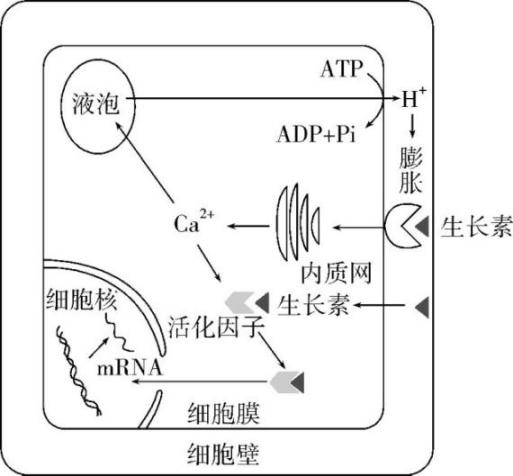 ATP
液泡
H⁺
ADP+Pi
膨
胀
Ca²⁺
生长素
内质网
细胞核
生长素
活化因子
mRNA
细胞膜
细胞壁